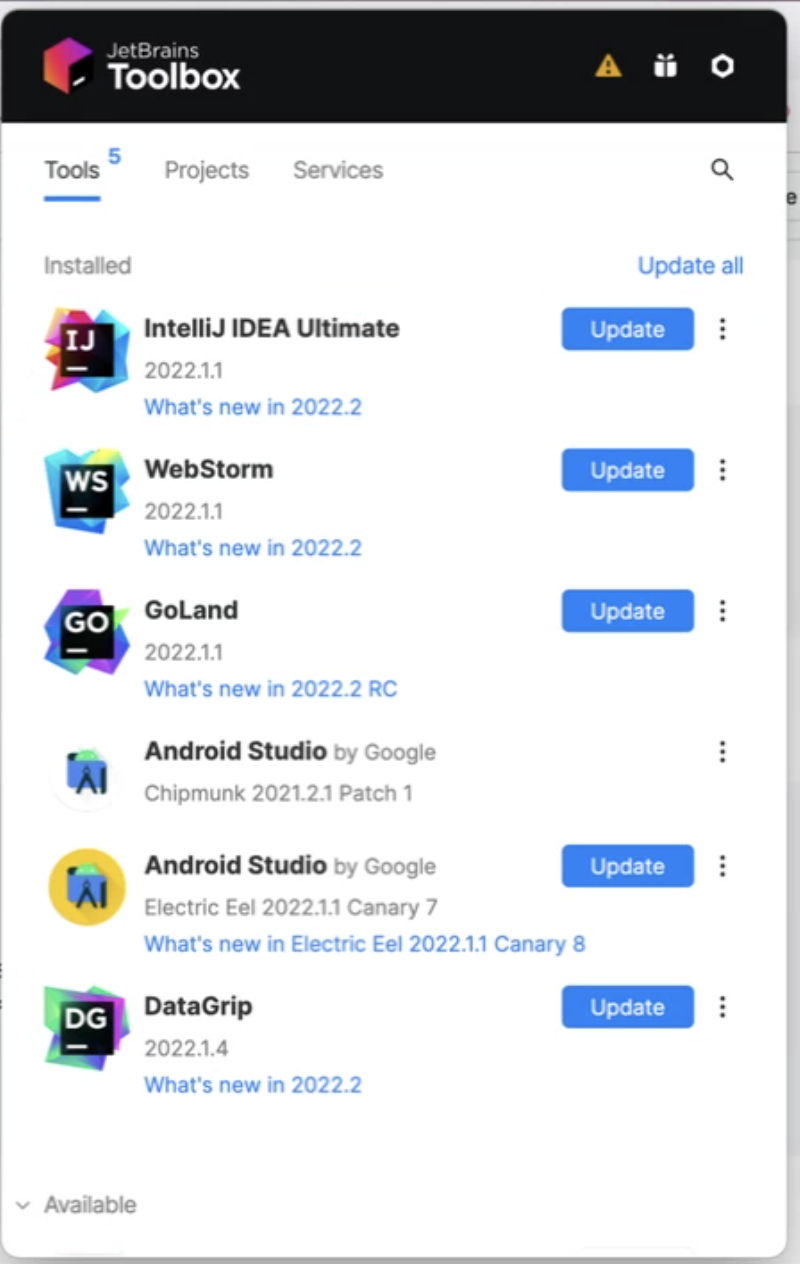 JetBrains
Toolbox
Tools 5 Projects Services
Installed Update all
IJ
IntelliJ IDEA Ultimate Update
2022.1.1
What's new in 2022.2
WS
WebStorm Update
2022.1.1
What's new in 2022.2
GO
GoLand Update
2022.1.1
What's new in 2022.2 RC
Android Studio by Google
Chipmunk 2021.2.1 Patch 1
Android Studio by Google Update
Electric Eel 2022.1.1 Canary 7
What's new in Electric Eel 2022.1.1 Canary 8
DG
DataGrip Update
2022.1.4
What's new in 2022.2
Available